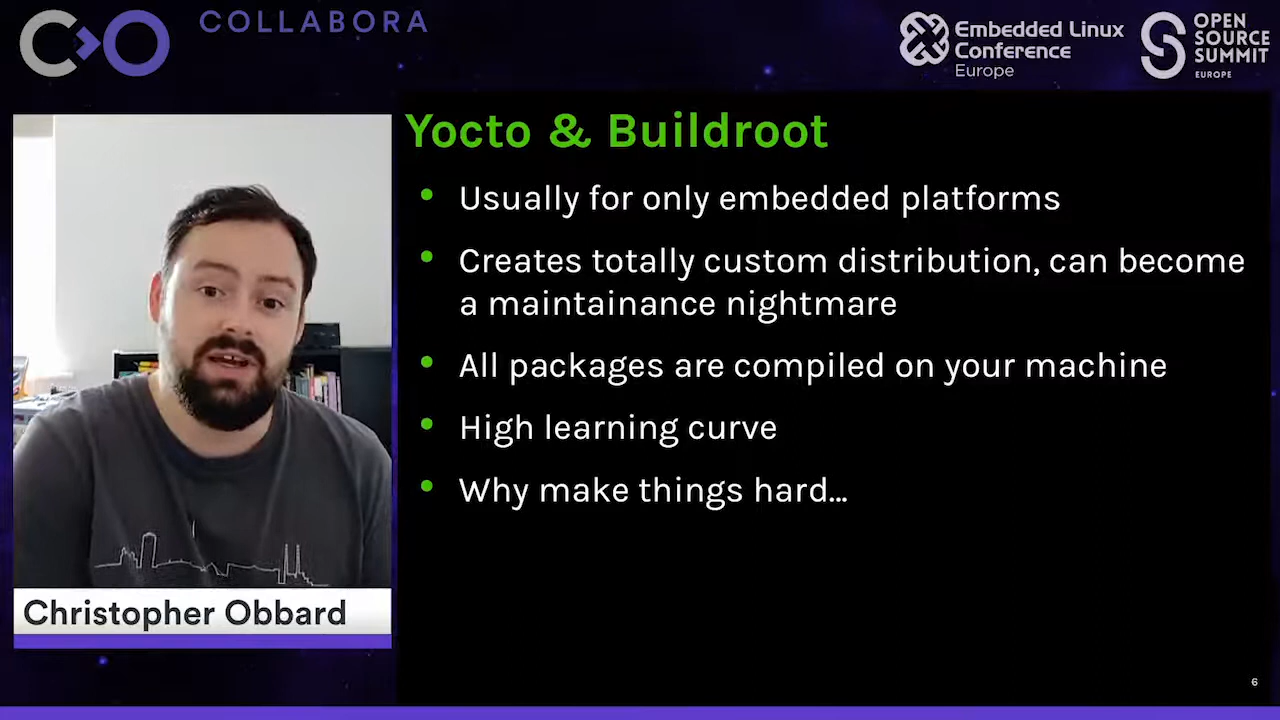 COLLABORA
Embedded Linux
Conference
Europe
OPEN
SOURCE
SUMMIT
EUROPE
Yocto & Buildroot
• Usually for only embedded platforms
• Creates totally custom distribution, can become
a maintainance nightmare
• All packages are compiled on your machine
• High learning curve
• Why make things hard...
Christopher Obbard
6